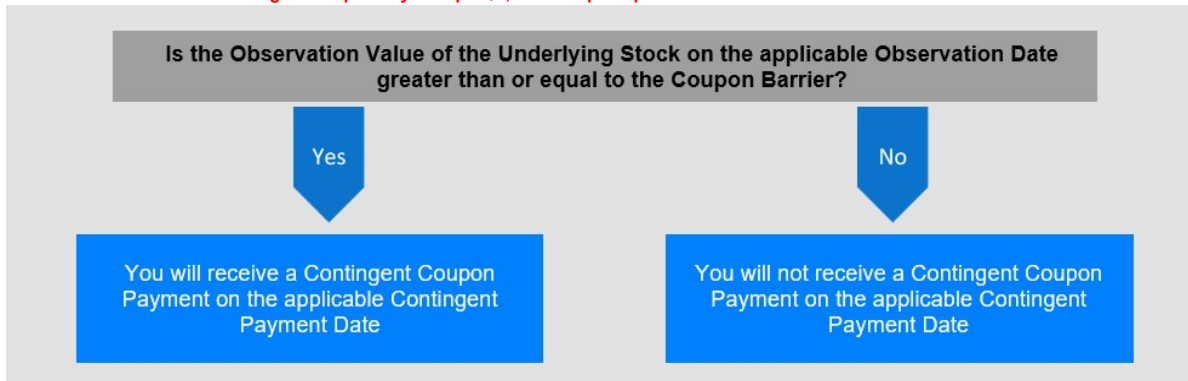 Is the Observation Value of the Underlying Stock on the applicable Observation Date
greater than or equal to the Coupon Barrier?
Yes
No
You will receive a Contingent Coupon
Payment on the applicable Contingent
Payment Date
You will not receive a Contingent Coupon
Payment on the applicable Contingent
Payment Date